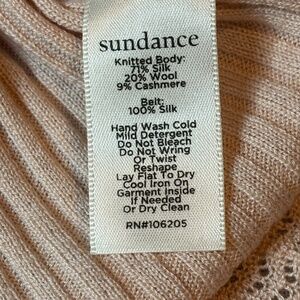 sundance
Knitted Body:
71% Silk
20% Wool
9% Cashmere
Belt:
100% Silk
Hand Wash Cold
Mild Detergent
Do Not Bleach
Do Not Wring
Or Twist
Reshape
Lay Flat To Dry
Cool Iron On
Garment Inside
If Needed
Or Dry Clean
RN#106205